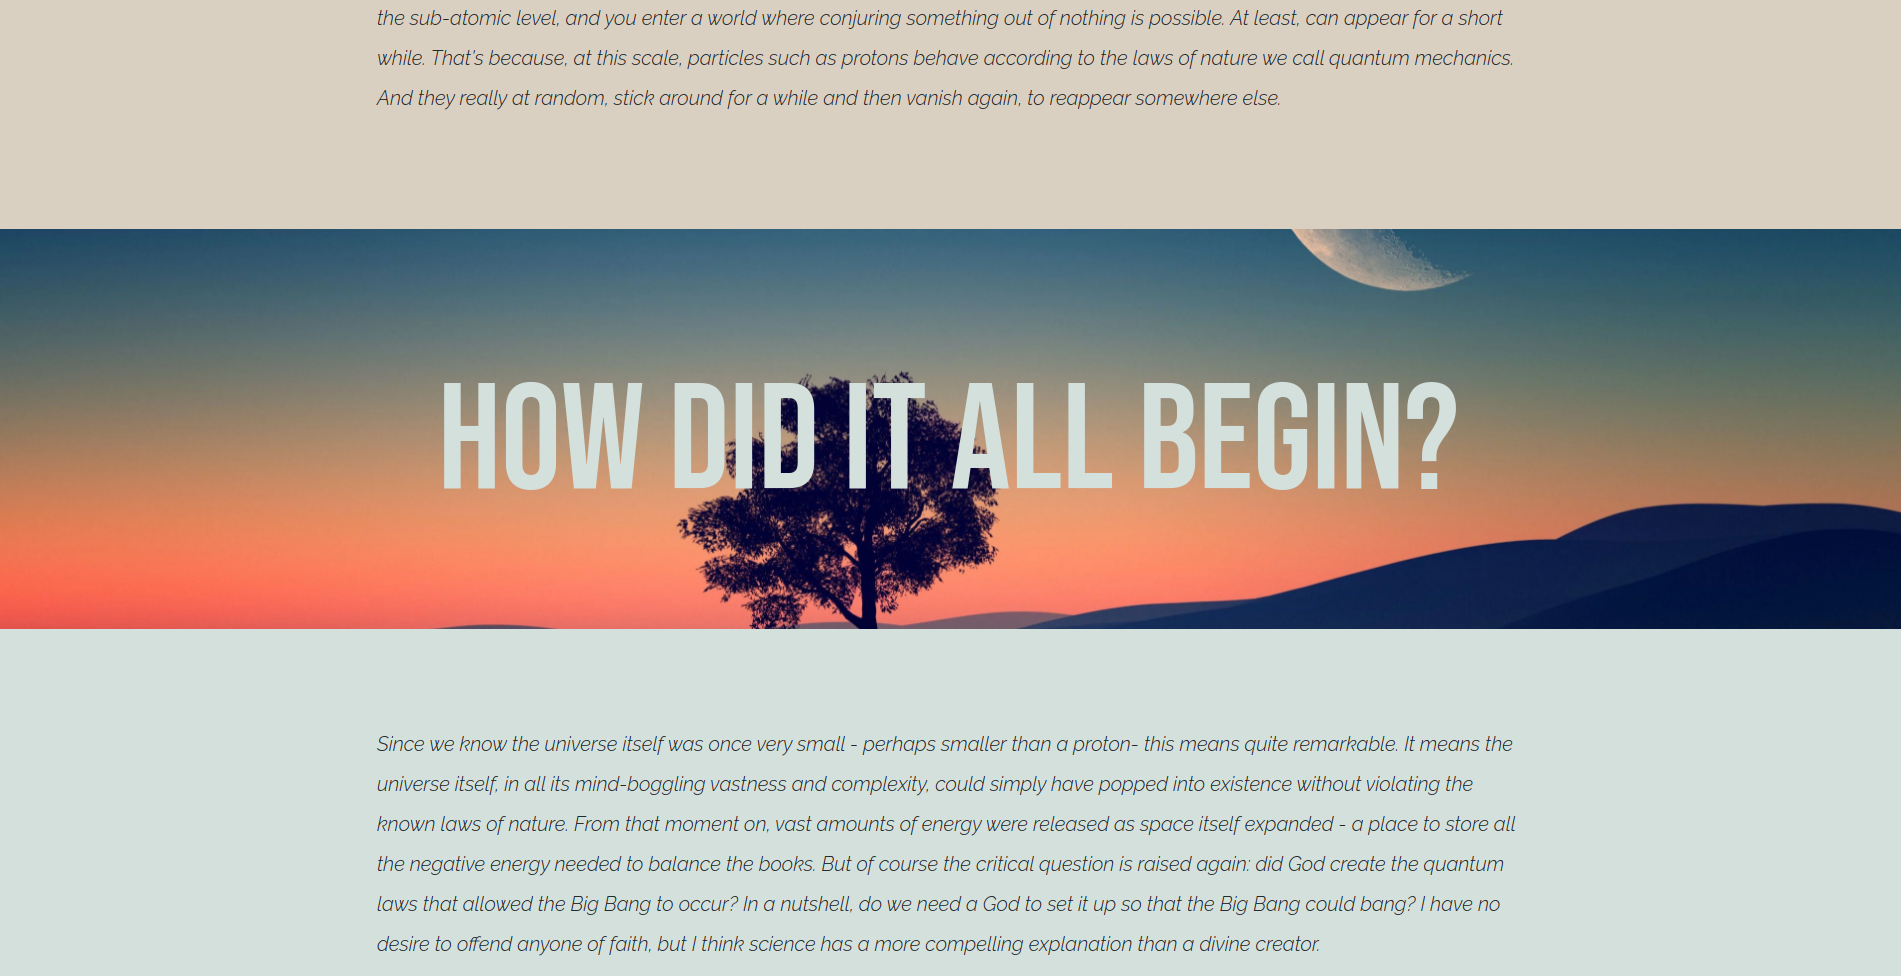 the sub-atomic level, and you enter a world where conjuring something out of nothing is possible. At least, can appear for a short
while. That's because, at this scale, particles such as protons behave according to the laws of nature we call quantum mechanics.
And they really at random, stick around for a while and then vanish again, to reappear somewhere else.
HOW DID IT ALL BEGIN?
Since we know the universe itself was once very small - perhaps smaller than a proton- this means quite remarkable. It means the
universe itself, in all its mind-boggling vastness and complexity, could simply have popped into existence without violating the
known laws of nature. From that moment on, vast amounts of energy were released as space itself expanded - a place to store all
the negative energy needed to balance the books. But of course the critical question is raised again: did God create the quantum
laws that allowed the Big Bang to occur? In a nutshell, do we need a God to set it up so that the Big Bang could bang? I have no
desire to offend anyone of faith, but I think science has a more compelling explanation than a divine creator.